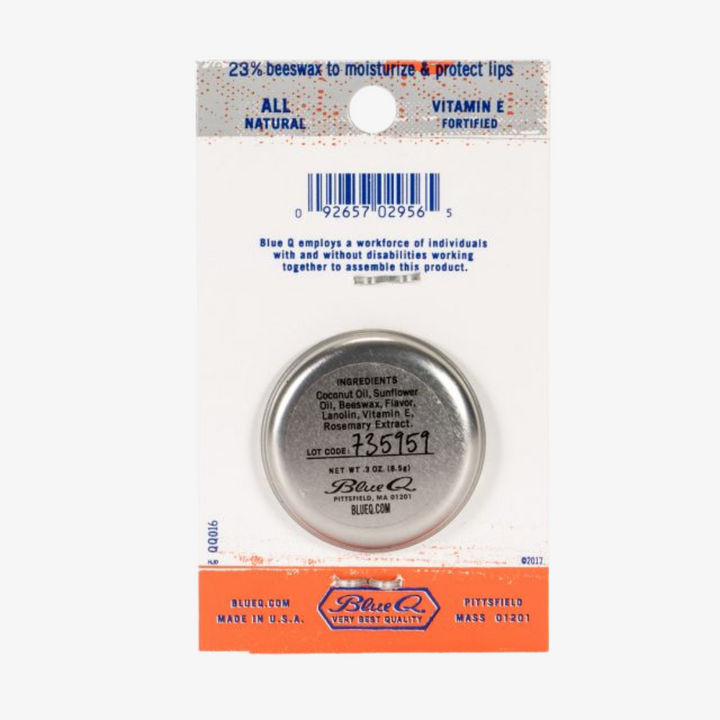 23% beeswax to moisturize & protect lips
ALL
NATURAL
VITAMIN E
FORTIFIED
0 92657 02956 5
Blue Q employs a workforce of individuals
with and without disabilities working
together to assemble this product.
INGREDIENTS
Coconut Oil, Sunflower
Oil, Beeswax, Flavor,
Lanolin, Vitamin E,
Rosemary Extract.
LOT CODE: 735959
NET WT .3 OZ. (8.5g)
Blue Q
PITTSFIELD, MA 01201
BLUEQ.COM
QQ016
©2017
BLUEQ.COM
MADE IN U.S.A.
Blue Q
VERY BEST QUALITY
PITTSFIELD
MASS 01201